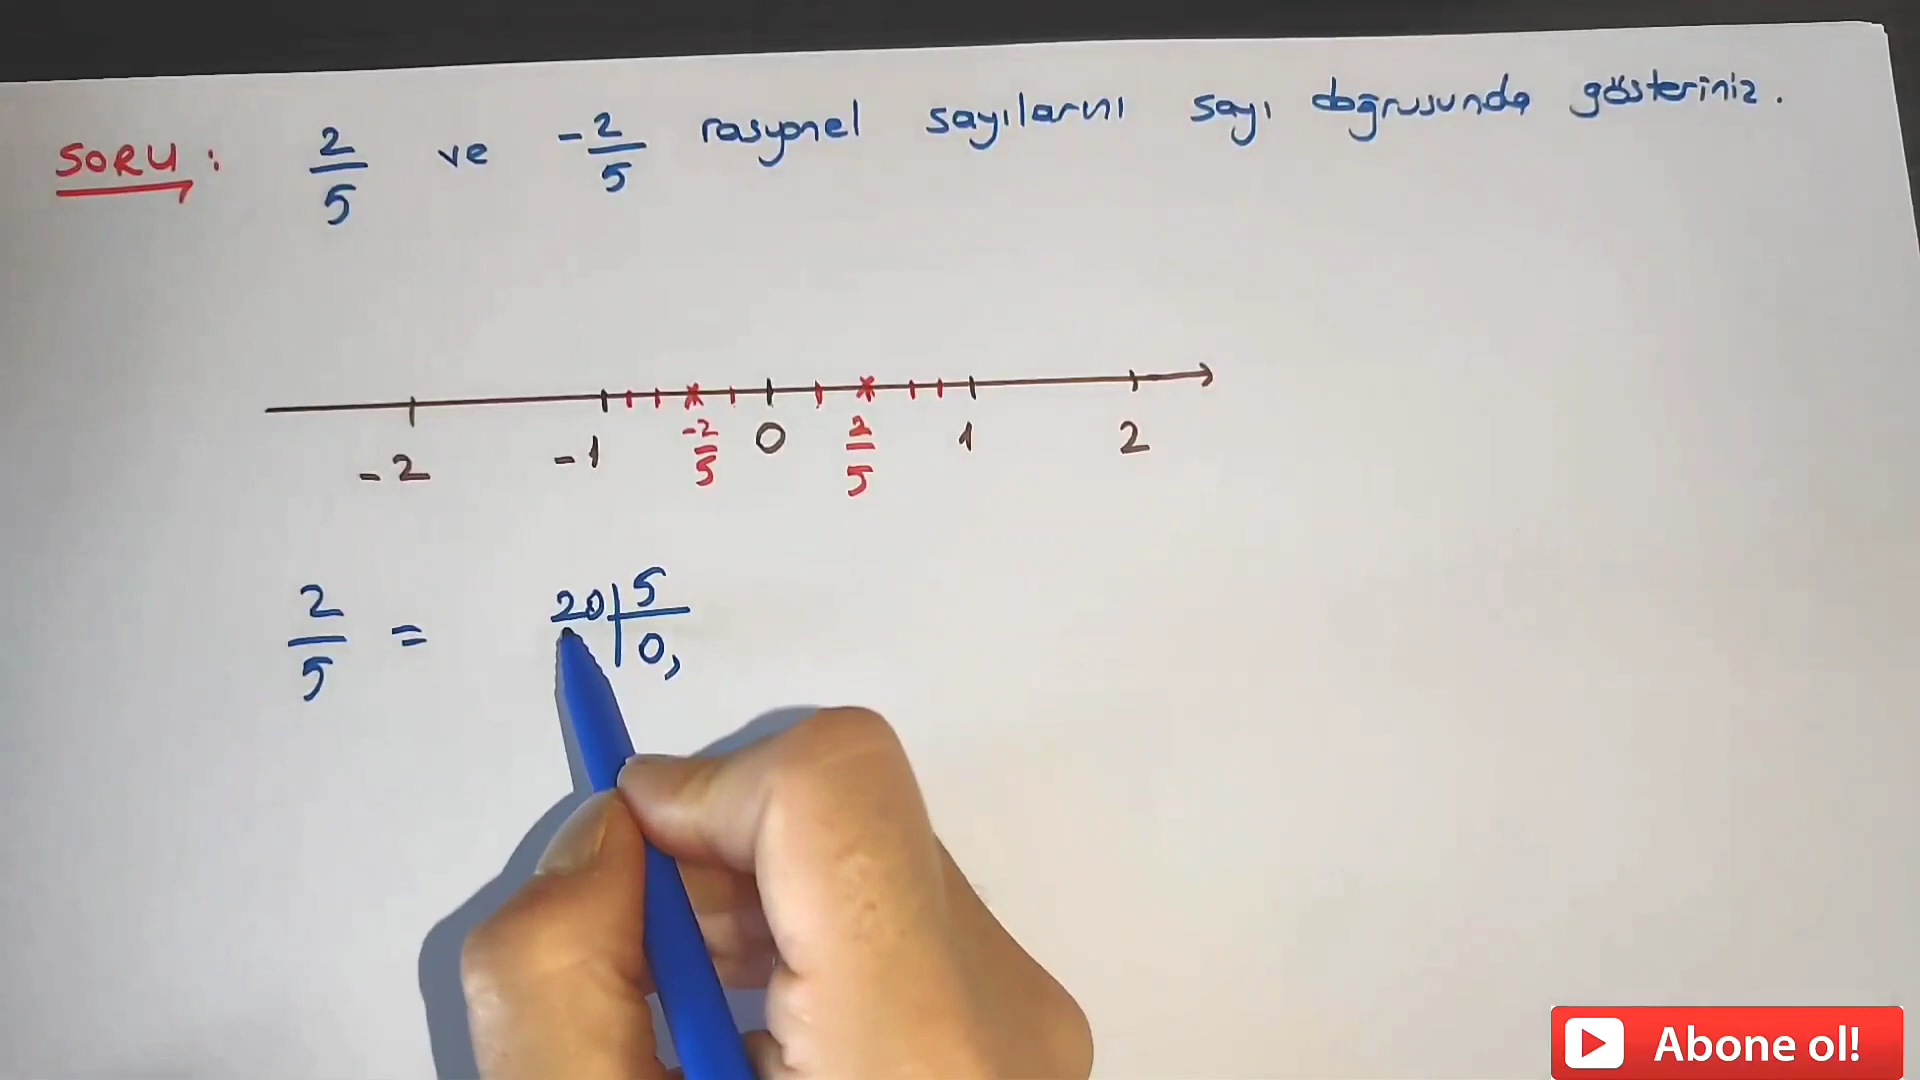 SORU: 2/5 ve -2/5 rasyonel sayılarını sayı doğrusunda gösteriniz.
-2 -1 -2/5 0 2/5 1 2
2/5 = 20 5
0,
Abone ol!